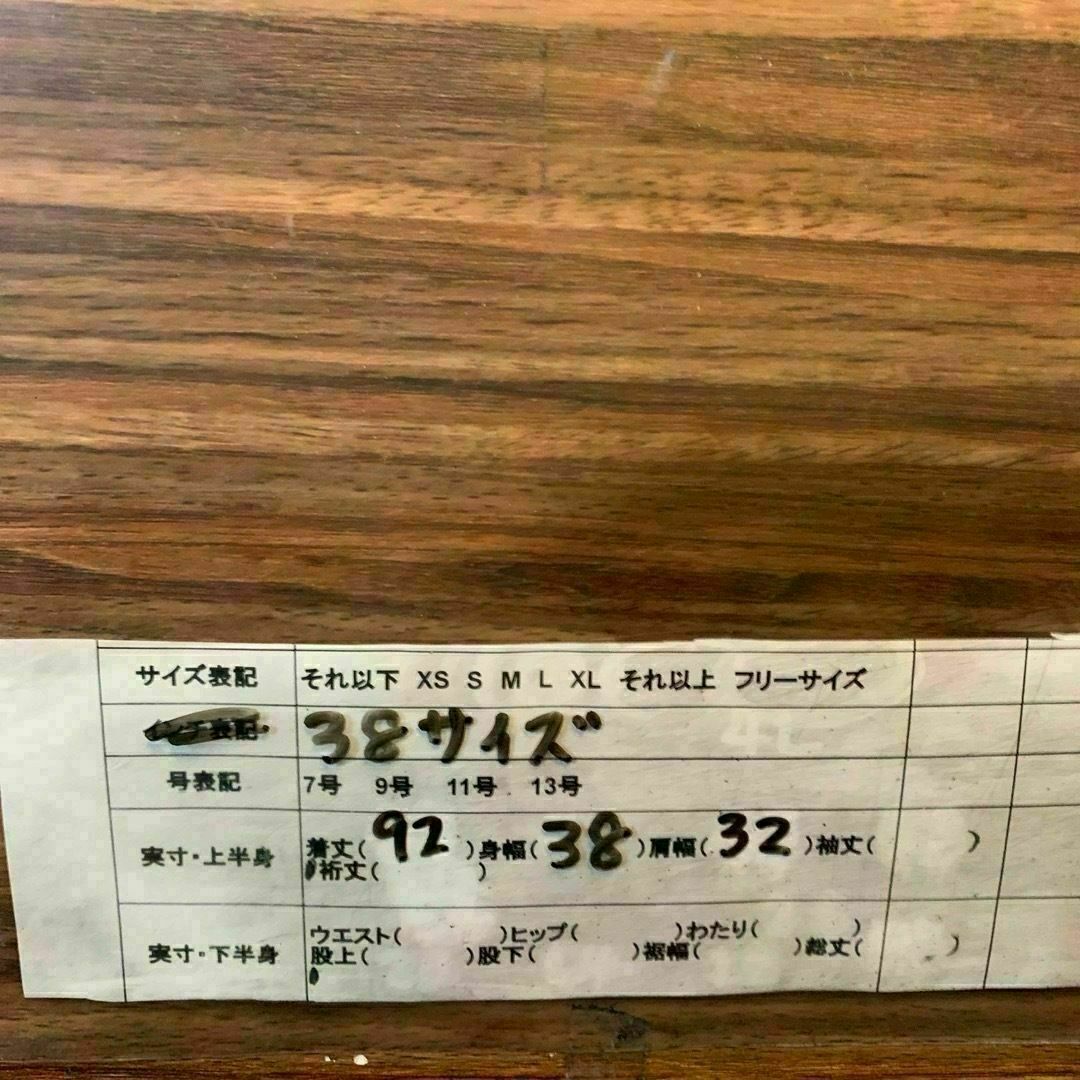 サイズ表記 それ以下 XS S M L XL それ以上 フリーサイズ
表記 38サイズ
号表記 7号 9号 11号 13号
実寸・上半身 着丈( 92 )身幅( 38 )肩幅( 32 )袖丈( )
裄丈( )
実寸・下半身 ウエスト( )ヒップ( )わたり( )
股上( )股下( )裾幅( )総丈( )